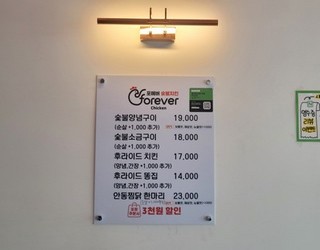 포에버 숯불치킨
Forever
Chicken
숯불양념구이 19,000
(순살 +1,000 추가)
숯불소금구이 18,000
(순살 +1,000 추가)
후라이드 치킨 17,000
(양념,간장 +1,000 추가)
후라이드 똥집 14,000
(양념,간장 +1,000 추가)
안동찜닭 한마리 23,000
3천원 할인